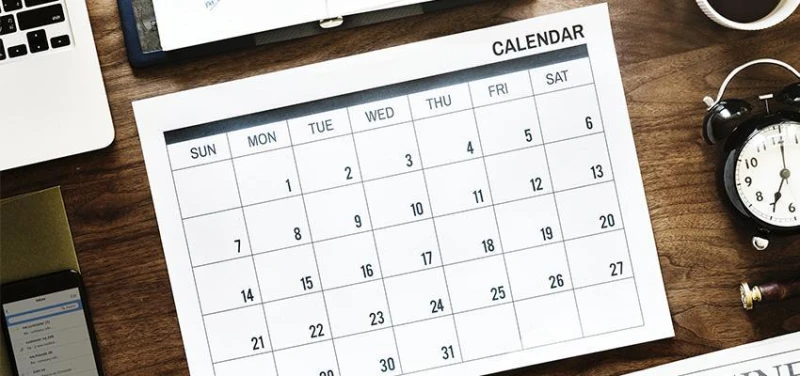 CALENDAR
SUN MON TUE WED THU FRI SAT
1 2 3 4 5 6
7 8 9 10 11 12 13
14 15 16 17 18 19 20
21 22 23 24 25 26 27
30 31
Inbox